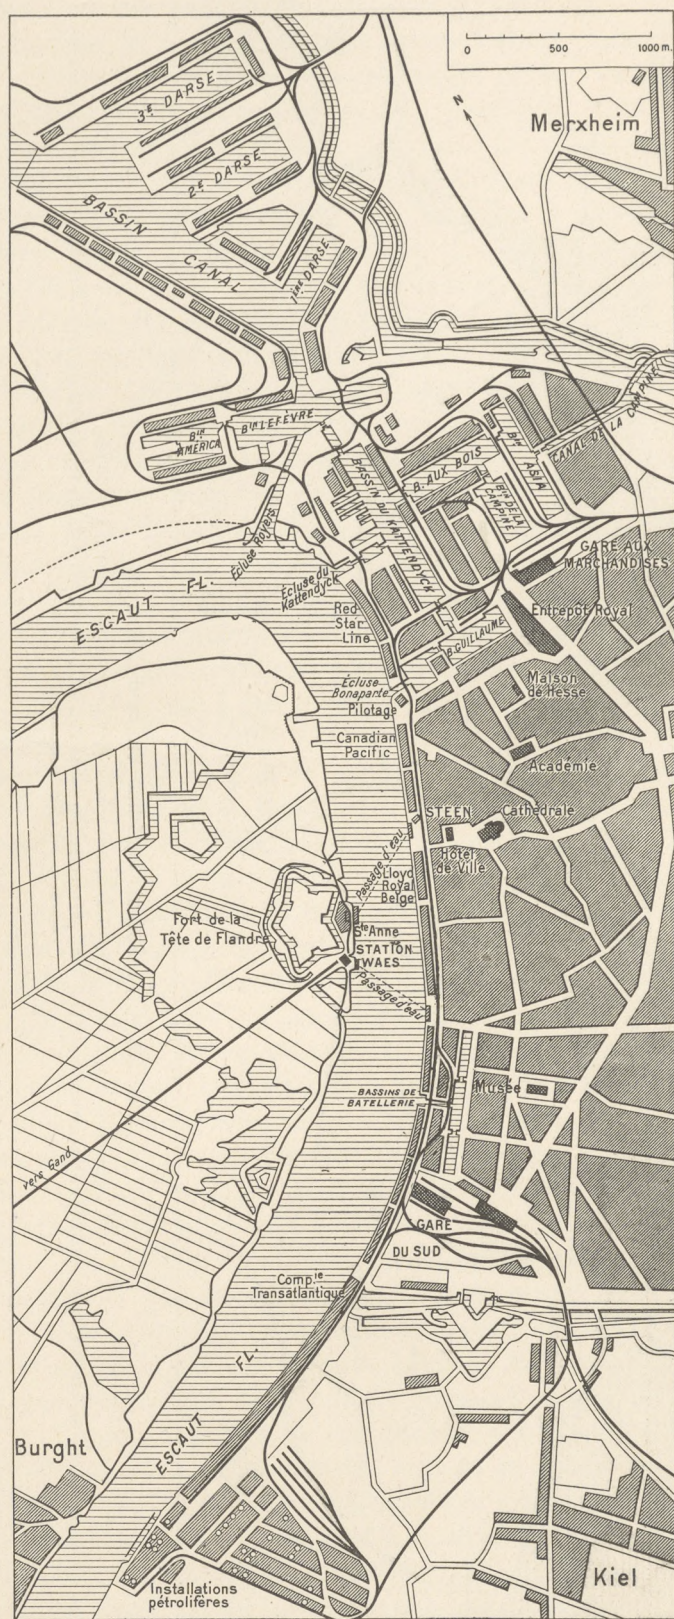 0 500 1000 m.
N
Merxheim
3E DARSE
2E DARSE
BASSIN
CANAL
1ÈRE DARSE
Bin LEFÈVRE
Bin
AMERICA
BASSIN DU KATTENDYCK
B. AUX BOIS
Bin DE LA
CAMPINE
Bin ASIA
CANAL DE LA CAMPINE
Écluse Royers
ESCAUT FL.
Écluse du
Kattendyck
GARE AUX
MARCHANDISES
Red
Star
Line
Entrepôt Royal
B. GUILLAUME
Écluse
Bonaparte
Pilotage
Maison
de Hesse
Canadian
Pacific
Académie
STEEN
Cathédrale
Hôtel
de Ville
Passage d'eau
Lloyd
Royal
Belge
Fort de la
Tête de Flandre
Ste Anne
STATION
WAES
Passage d'eau
BASSINS DE
BATELLERIE
Musée
vers Gand
GARE
DU SUD
Comp.ie
Transatlantique
ESCAUT FL.
Burght
Kiel
Installations
pétrolifères